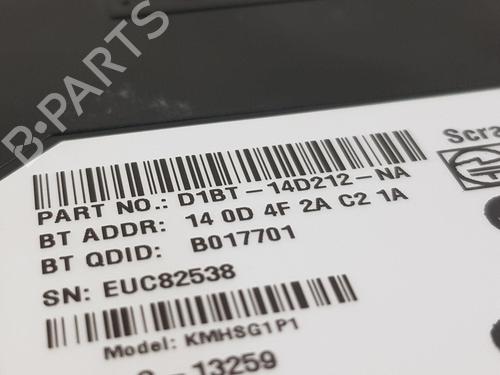 B-PARTS
Scra
PART NO.: D1BT-14D212-NA
BT ADDR: 14 0D 4F 2A C2 1A
BT QDID: B017701
SN: EUC82538
Model: KMHSG1P1
-13259